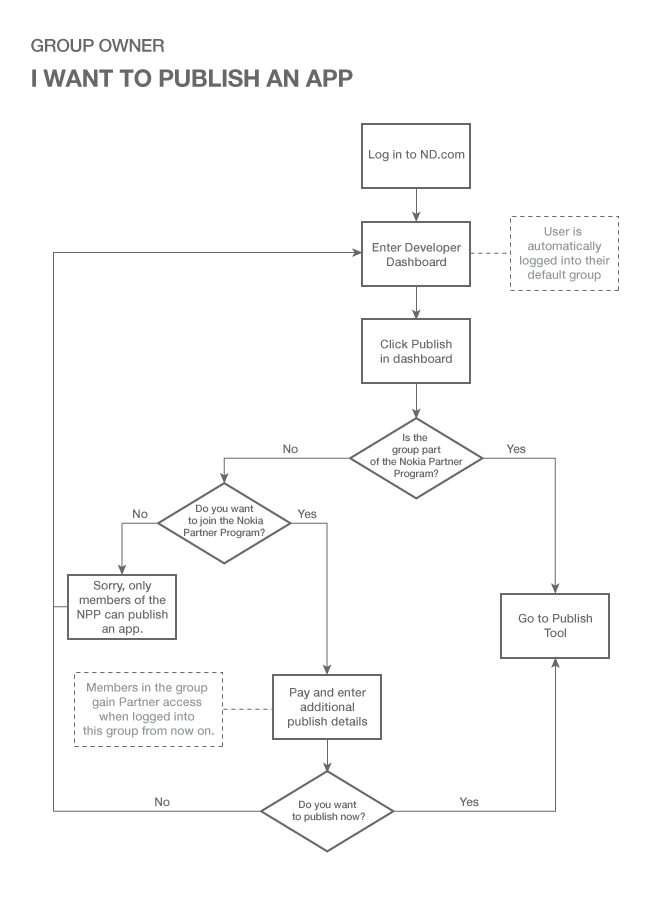 GROUP OWNER
I WANT TO PUBLISH AN APP
Log in to ND.com
Enter Developer
Dashboard
User is
automatically
logged into their
default group
Click Publish
in dashboard
Is the
group part
of the Nokia Partner
Program?
No
Yes
Do you want
to join the Nokia
Partner Program?
No
Yes
Sorry, only
members of the
NPP can publish
an app.
Go to Publish
Tool
Members in the group
gain Partner access
when logged into
this group from now on.
Pay and enter
additional
publish details
Do you want
to publish now?
No
Yes